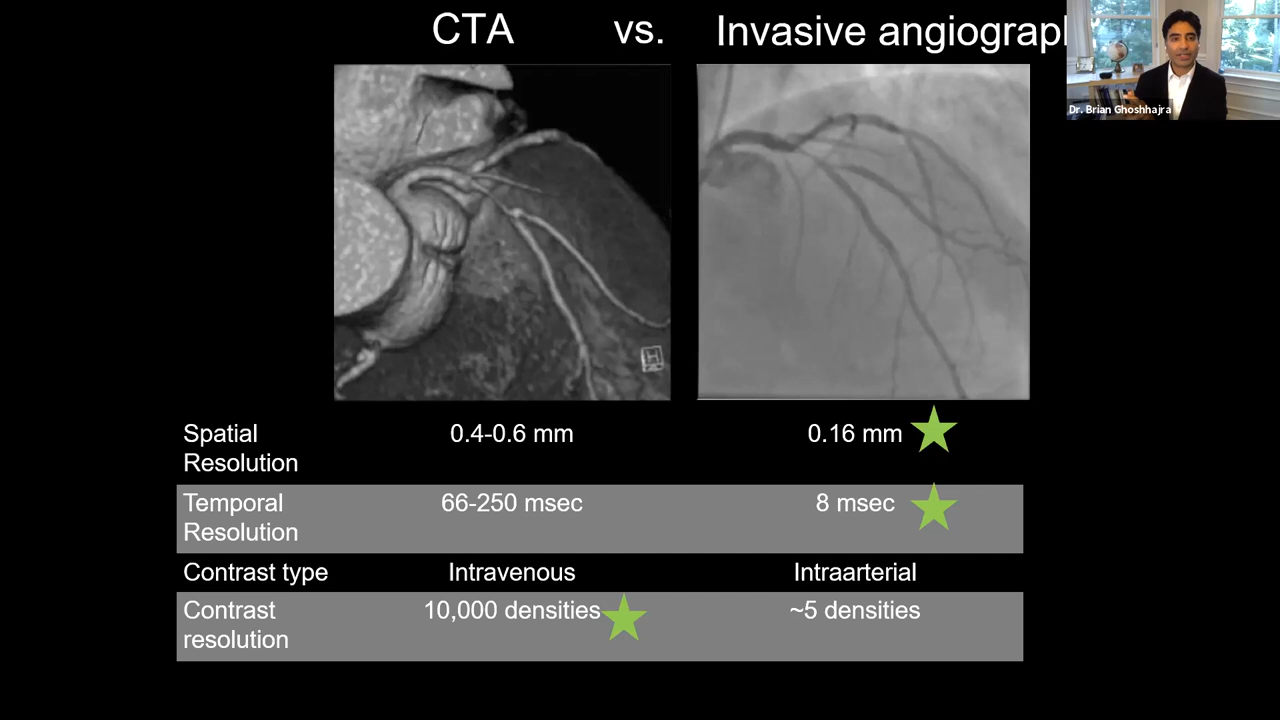 CTA vs. Invasive angiograp
Dr. Brian Ghoshhajra
H
Spatial Resolution 0.4-0.6 mm 0.16 mm
Temporal Resolution 66-250 msec 8 msec
Contrast type Intravenous Intraarterial
Contrast resolution 10,000 densities ~5 densities